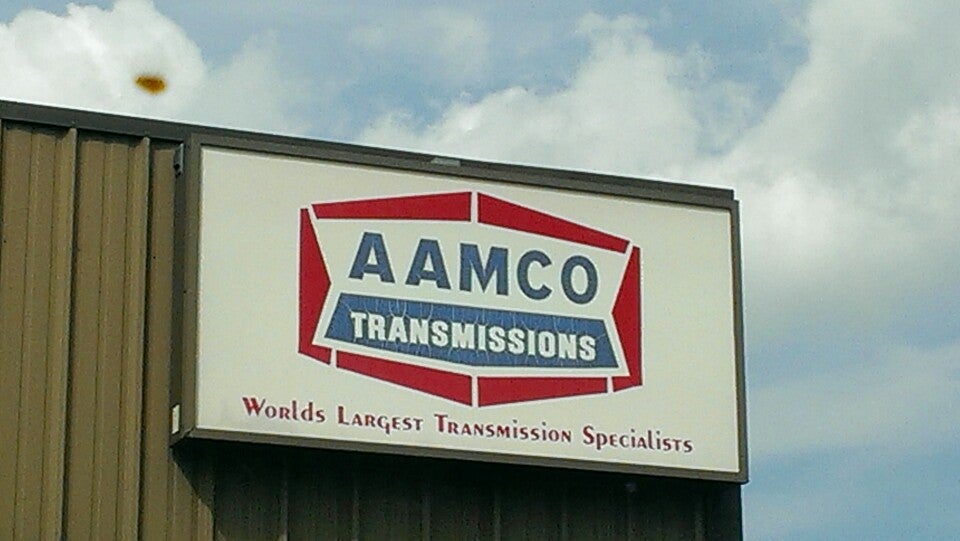 AAMCO
TRANSMISSIONS
Worlds Largest Transmission Specialists